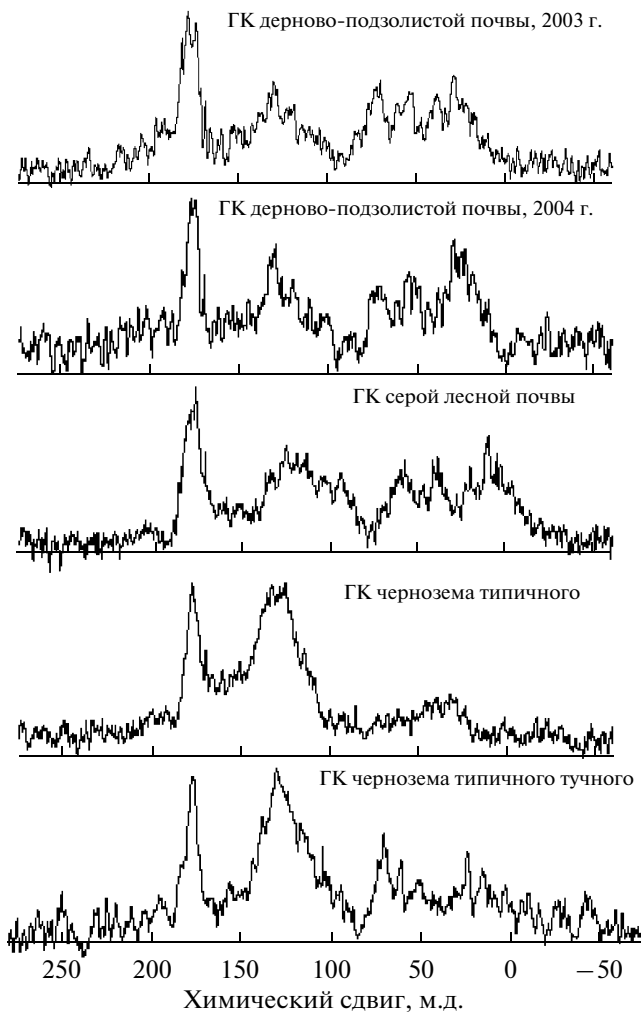 ГК дерново-подзолистой почвы, 2003 г.
ГК дерново-подзолистой почвы, 2004 г.
ГК серой лесной почвы
ГК чернозема типичного
ГК чернозема типичного тучного
250 200 150 100 50 0 −50
Химический сдвиг, м.д.